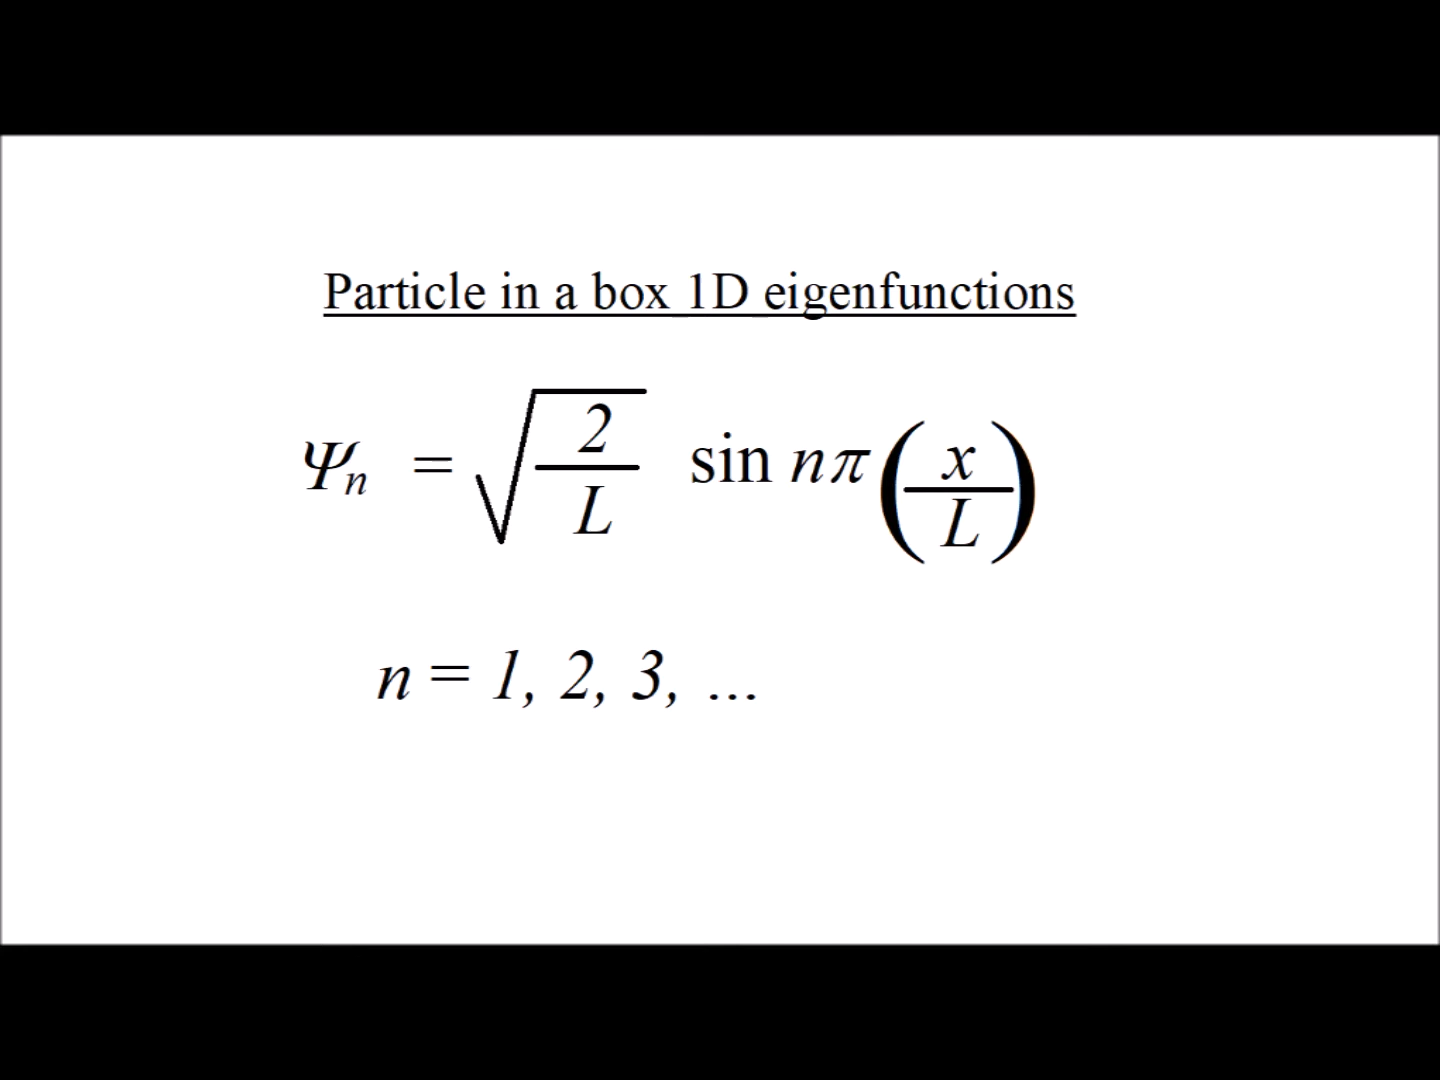 Particle in a box 1D eigenfunctions
Ψn = √(2/L) sin nπ(x/L)
n = 1, 2, 3, ...